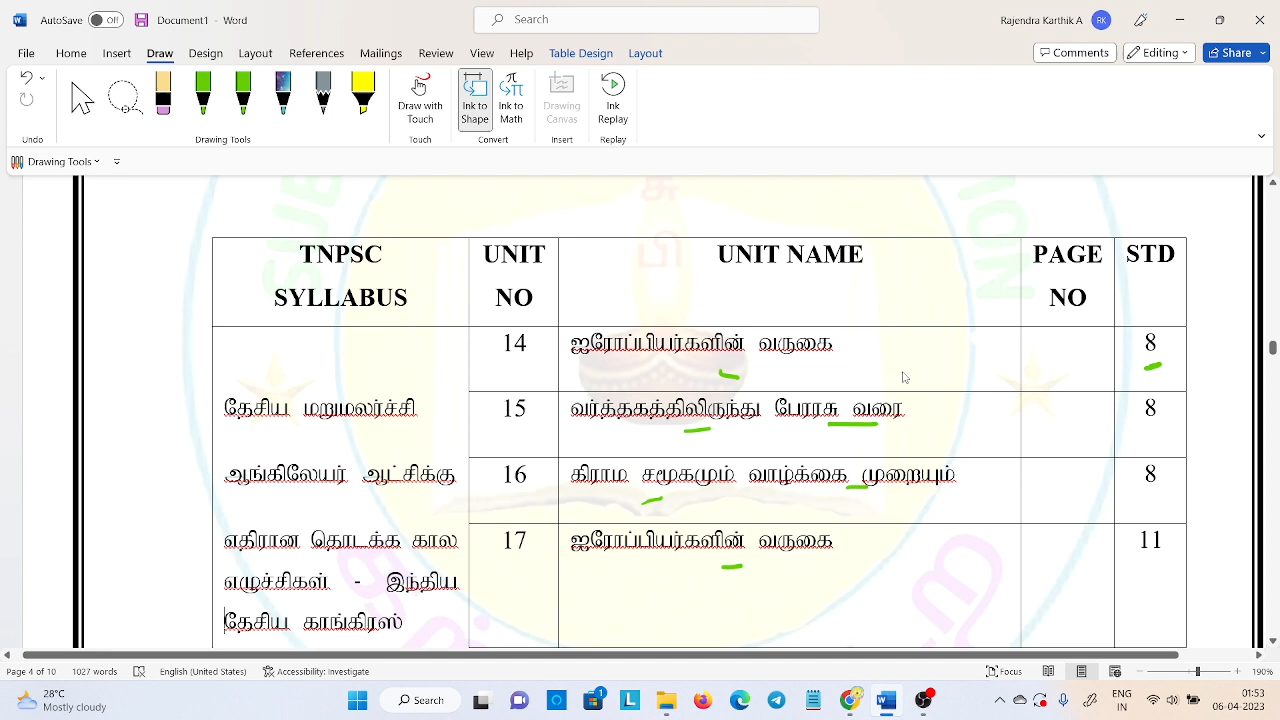 AutoSave Off Document1 - Word Search Rajendra Karthik A RK
File Home Insert Draw Design Layout References Mailings Review View Help Table Design Layout Comments Editing Share
Draw with Touch
Ink to Shape
Ink to Math
Drawing Canvas
Ink Replay
Undo Drawing Tools Touch Convert Insert Replay
Drawing Tools
TNPSC SYLLABUS UNIT NO UNIT NAME PAGE NO STD
14 ஐரோப்பியர்களின் வருகை 8
தேசிய மறுமலர்ச்சி 15 வர்த்தகத்திலிருந்து பேரரசு வரை 8
ஆங்கிலேயர் ஆட்சிக்கு 16 கிராம சமூகமும் வாழ்க்கை முறையும் 8
எதிரான தொடக்க கால 17 ஐரோப்பியர்களின் வருகை 11
எழுச்சிகள் - இந்திய
தேசிய காங்கிரஸ்
Page 4 of 10 1027 words English (United States) Accessibility: Investigate Focus 190%
28°C
Mostly cloudy
Search
ENG
IN
01:53
06-04-2023